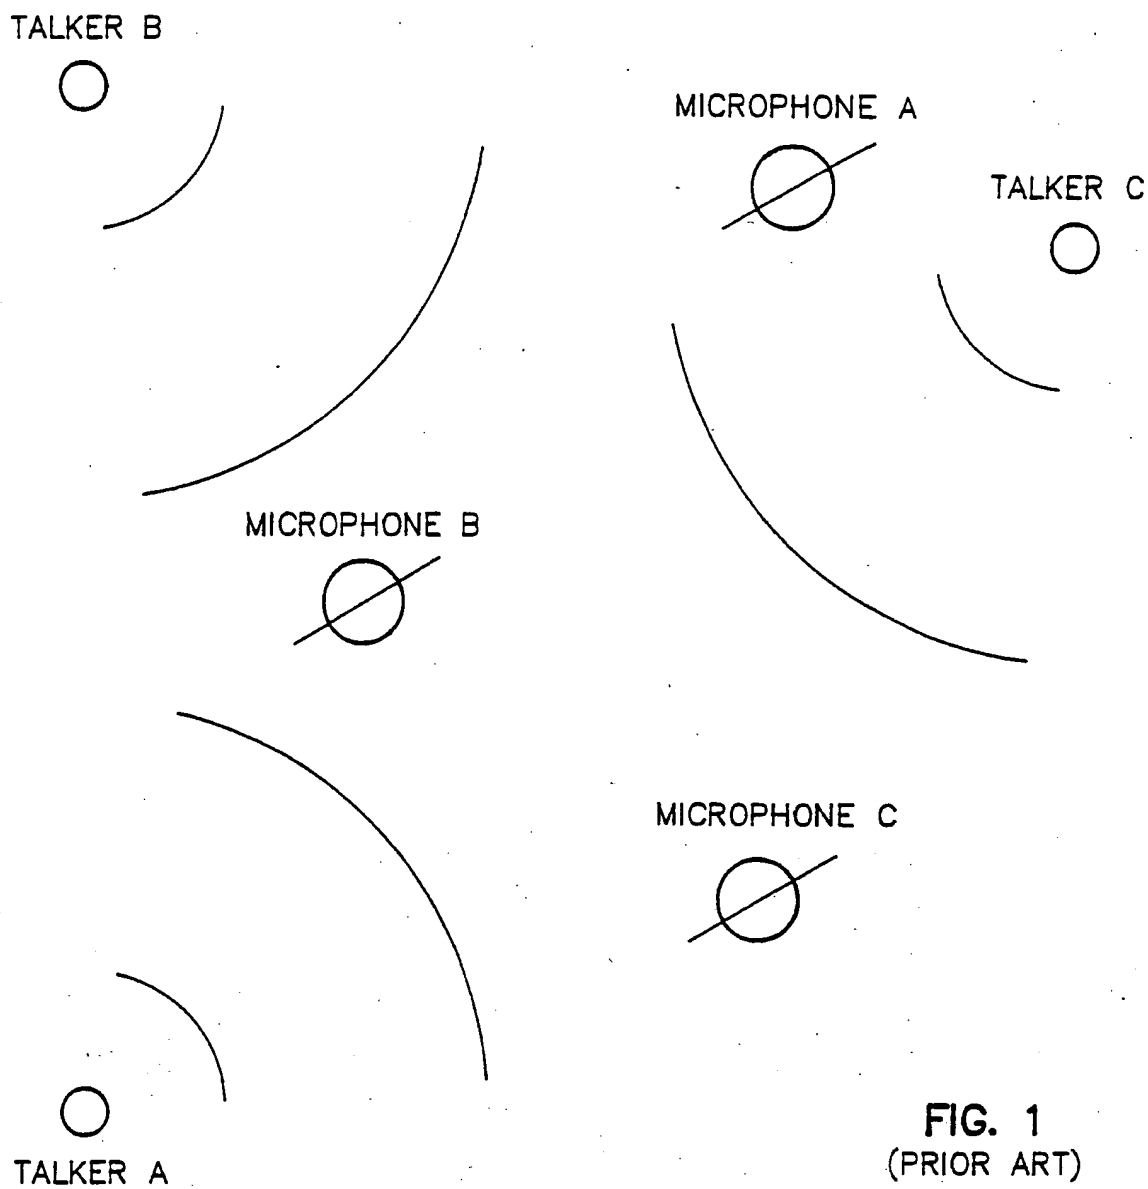 TALKER B
MICROPHONE A
TALKER C
MICROPHONE B
MICROPHONE C
TALKER A
FIG. 1
(PRIOR ART)